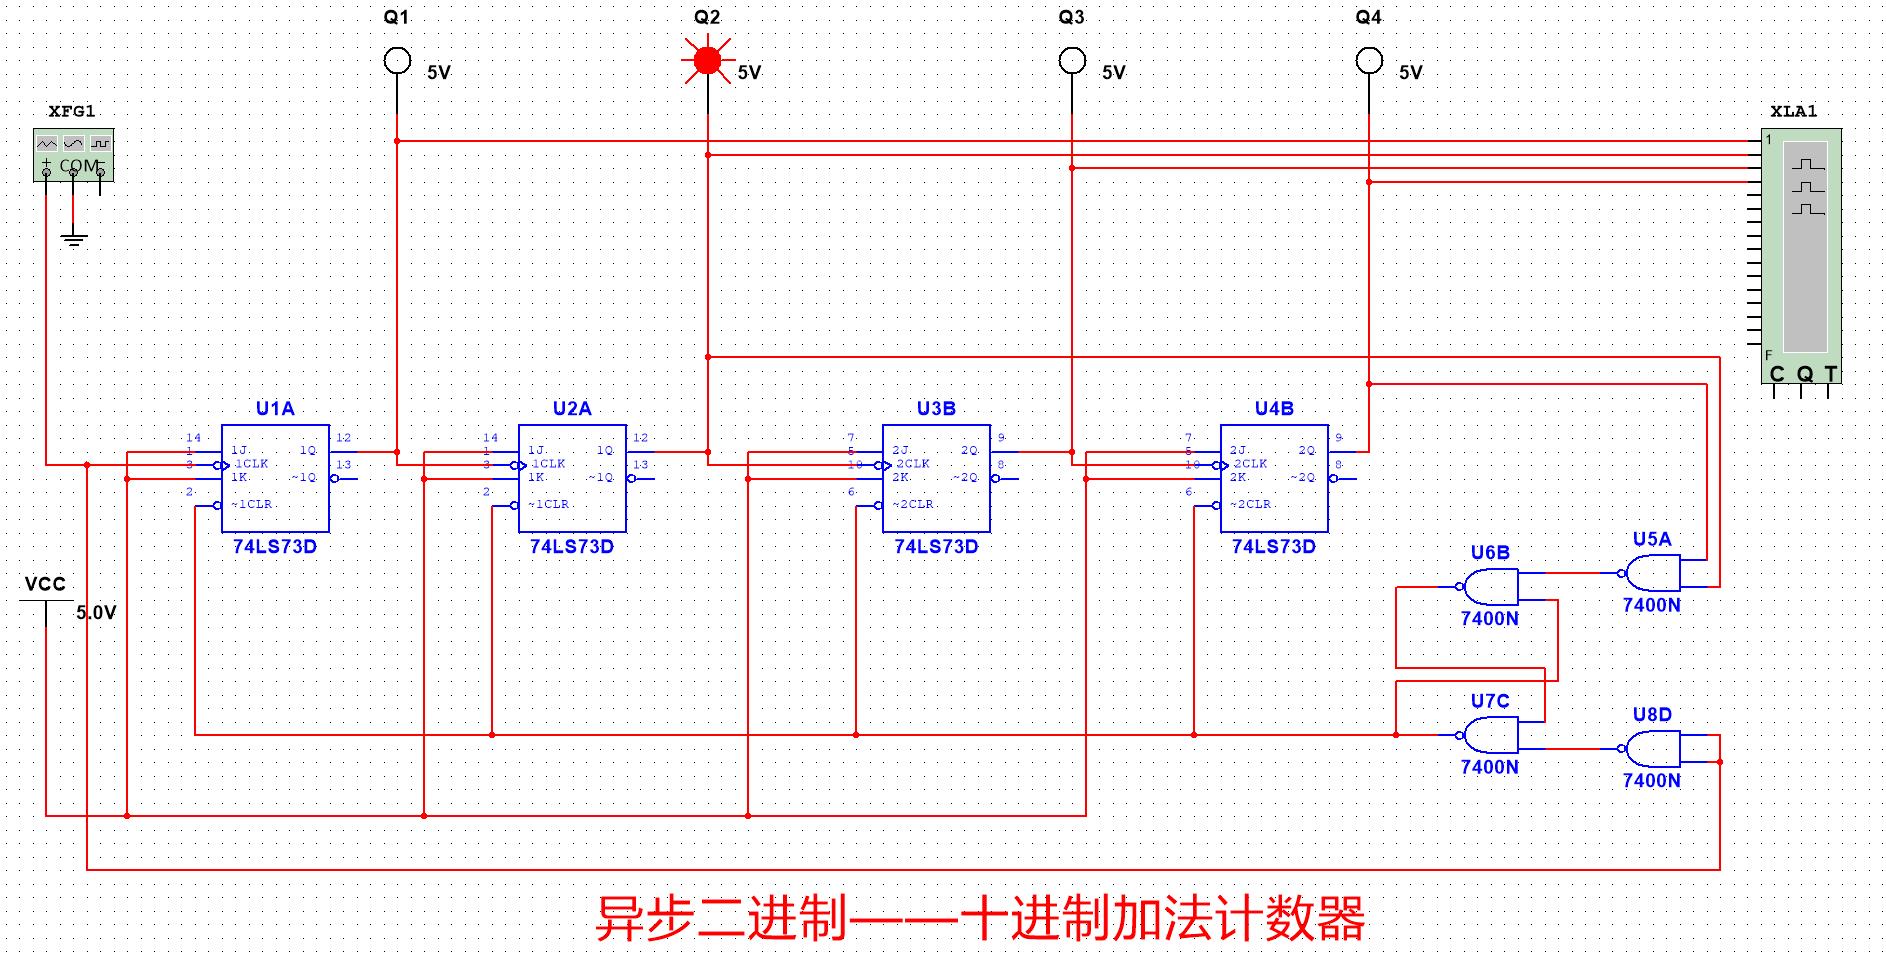 Q1 Q2 Q3 Q4
5V 5V 5V 5V
XFG1 XLA1
COM
+ −
1
F
C Q T
U1A U2A U3B U4B
14 1J 1Q 12 14 1J 1Q 12 7 2J 2Q 9 7 2J 2Q 9
1 1CLK 1 1CLK 5 2CLK 5 2CLK
3 1K ~1Q 13 3 1K ~1Q 13 10 2K ~2Q 8 10 2K ~2Q 8
2 ~1CLR 2 ~1CLR 6 ~2CLR 6 ~2CLR
74LS73D 74LS73D 74LS73D 74LS73D
U6B U5A
7400N 7400N
VCC
5.0V
U7C U8D
7400N 7400N
异步二进制——十进制加法计数器